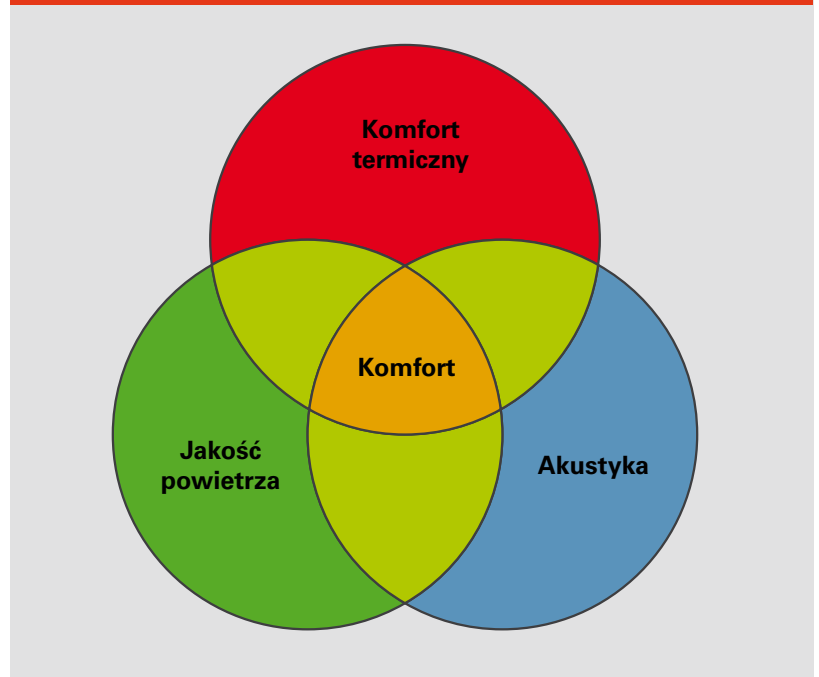 Komfort
termiczny
Komfort
Jakość
powietrza
Akustyka